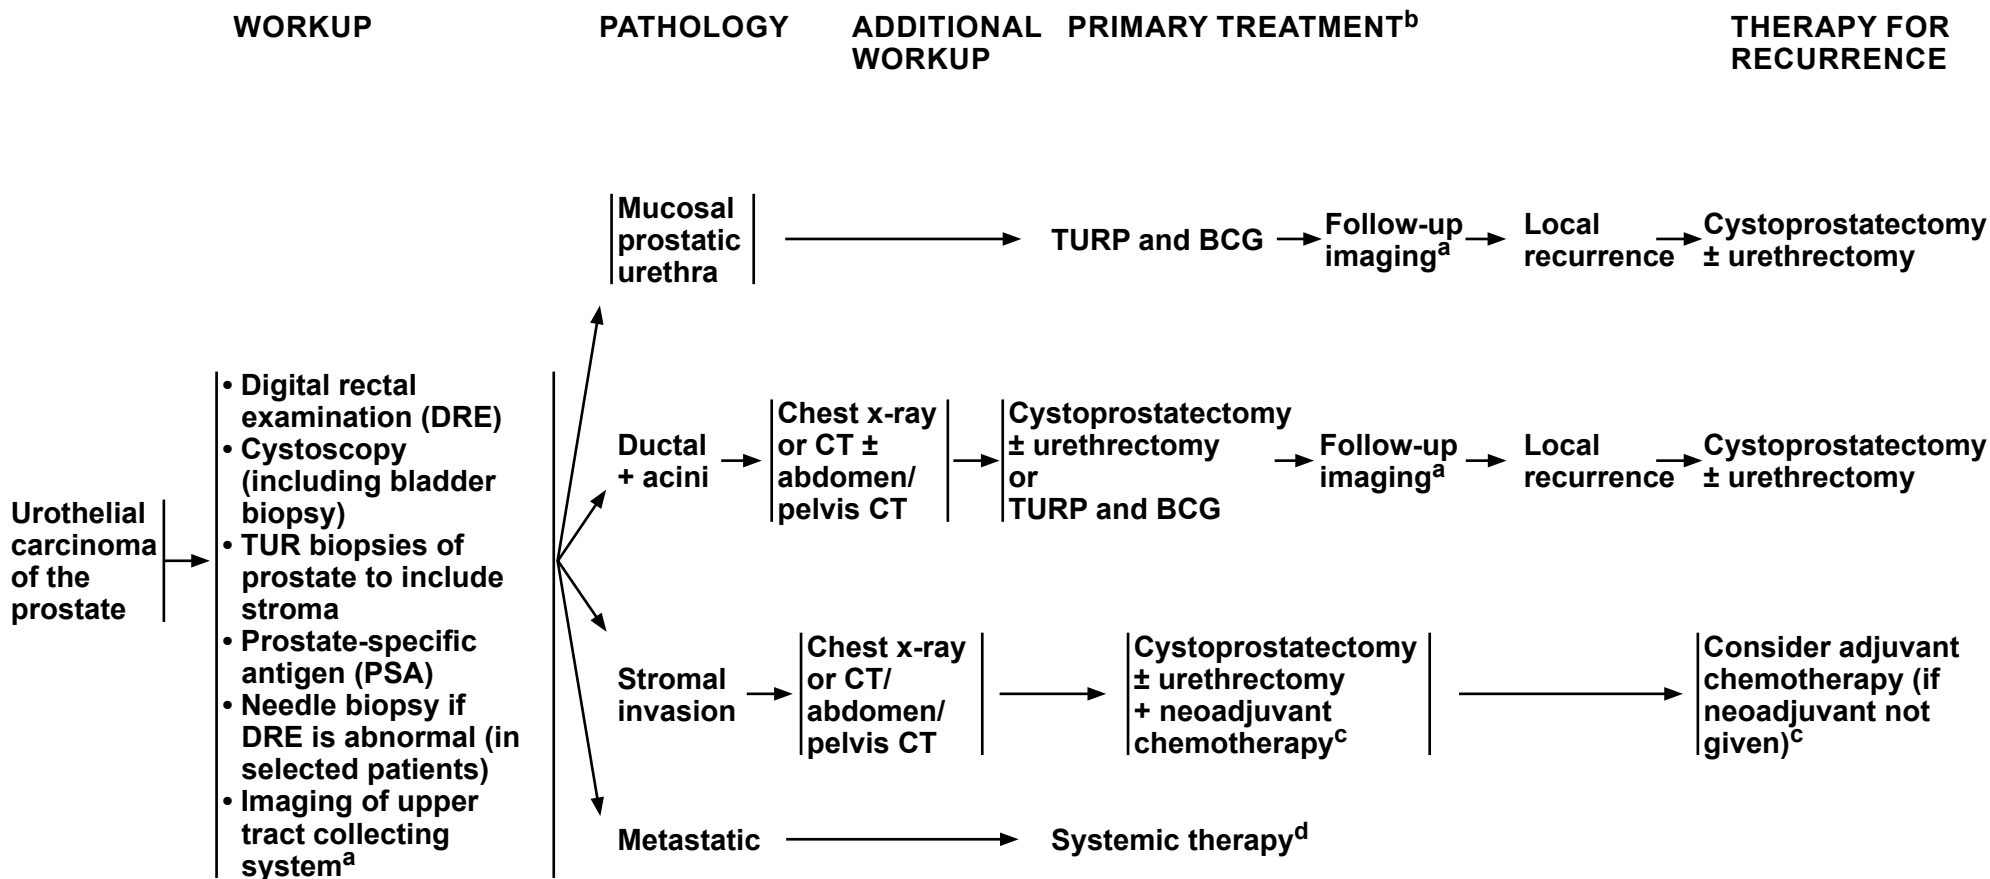 WORKUP
PATHOLOGY
ADDITIONAL
WORKUP
PRIMARY TREATMENTb
THERAPY FOR
RECURRENCE
Urothelial
carcinoma
of the
prostate
• Digital rectal
examination (DRE)
• Cystoscopy
(including bladder
biopsy)
• TUR biopsies of
prostate to include
stroma
• Prostate-specific
antigen (PSA)
• Needle biopsy if
DRE is abnormal (in
selected patients)
• Imaging of upper
tract collecting
systema
Mucosal
prostatic
urethra
TURP and BCG
Follow-up
imaginga
Local
recurrence
Cystoprostatectomy
± urethrectomy
Ductal
+ acini
Chest x-ray
or CT ±
abdomen/
pelvis CT
Cystoprostatectomy
± urethrectomy
or
TURP and BCG
Follow-up
imaginga
Local
recurrence
Cystoprostatectomy
± urethrectomy
Stromal
invasion
Chest x-ray
or CT/
abdomen/
pelvis CT
Cystoprostatectomy
± urethrectomy
+ neoadjuvant
chemotherapyc
Consider adjuvant
chemotherapy (if
neoadjuvant not
given)c
Metastatic
Systemic therapyd